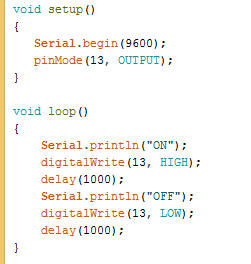 void setup()
{
Serial.begin(9600);
pinMode(13, OUTPUT);
}

void loop()
{
Serial.println("ON");
digitalWrite(13, HIGH);
delay(1000);
Serial.println("OFF");
digitalWrite(13, LOW);
delay(1000);
}